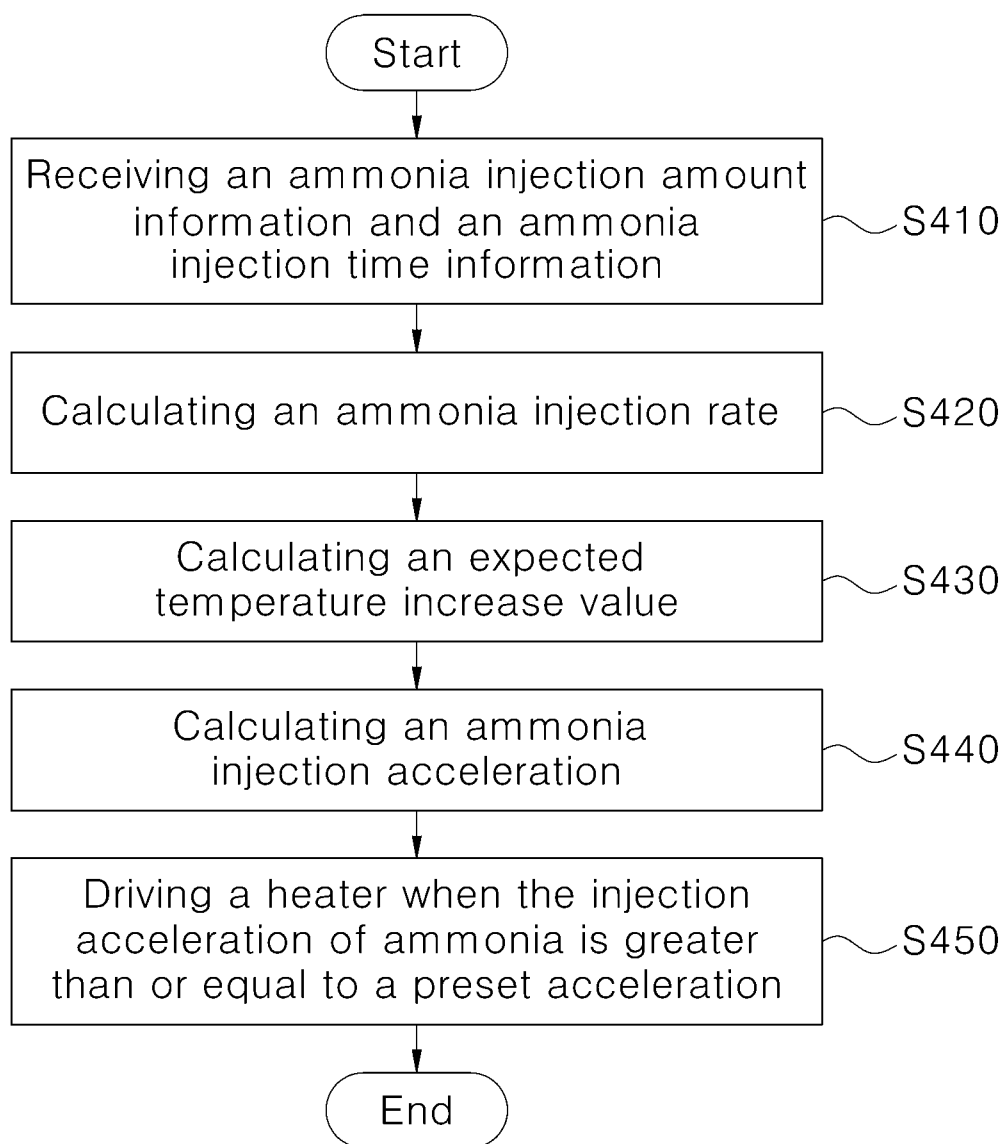 Start
Receiving an ammonia injection amount
information and an ammonia
injection time information
S410
Calculating an ammonia injection rate
S420
Calculating an expected
temperature increase value
S430
Calculating an ammonia
injection acceleration
S440
Driving a heater when the injection
acceleration of ammonia is greater
than or equal to a preset acceleration
S450
End